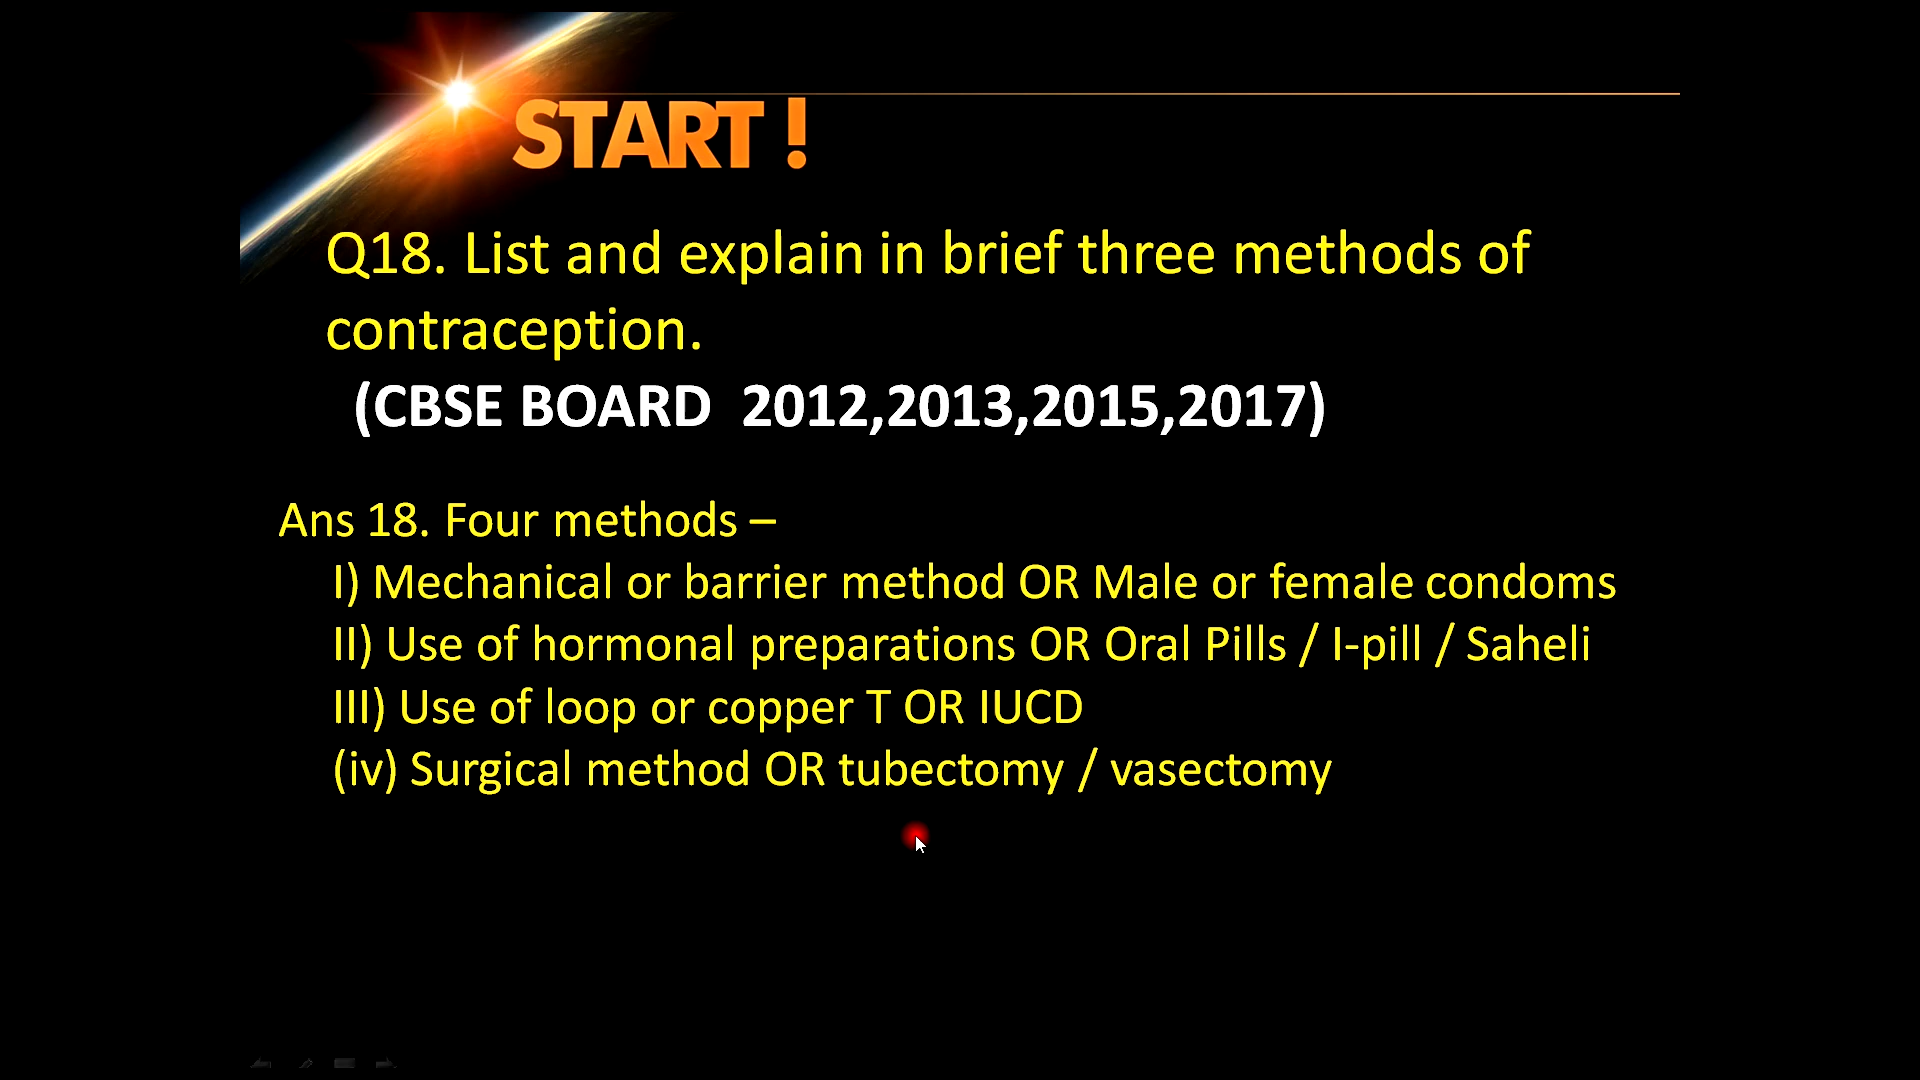 START !
Q18. List and explain in brief three methods of
contraception.
(CBSE BOARD  2012,2013,2015,2017)
Ans 18. Four methods –
I) Mechanical or barrier method OR Male or female condoms
II) Use of hormonal preparations OR Oral Pills / I-pill / Saheli
III) Use of loop or copper T OR IUCD
(iv) Surgical method OR tubectomy / vasectomy